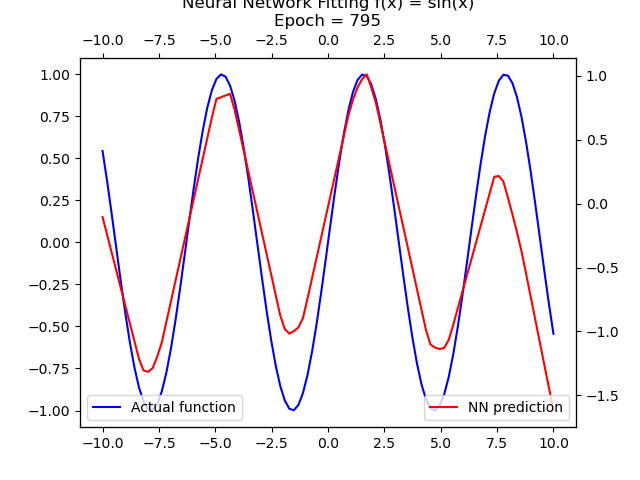 Neural Network Fitting f(x) = sin(x)
Epoch = 795
−10.0 −7.5 −5.0 −2.5 0.0 2.5 5.0 7.5 10.0
1.00
0.75
0.50
0.25
0.00
−0.25
−0.50
−0.75
−1.00
1.0
0.5
0.0
−0.5
−1.0
−1.5
Actual function
NN prediction
−10.0 −7.5 −5.0 −2.5 0.0 2.5 5.0 7.5 10.0